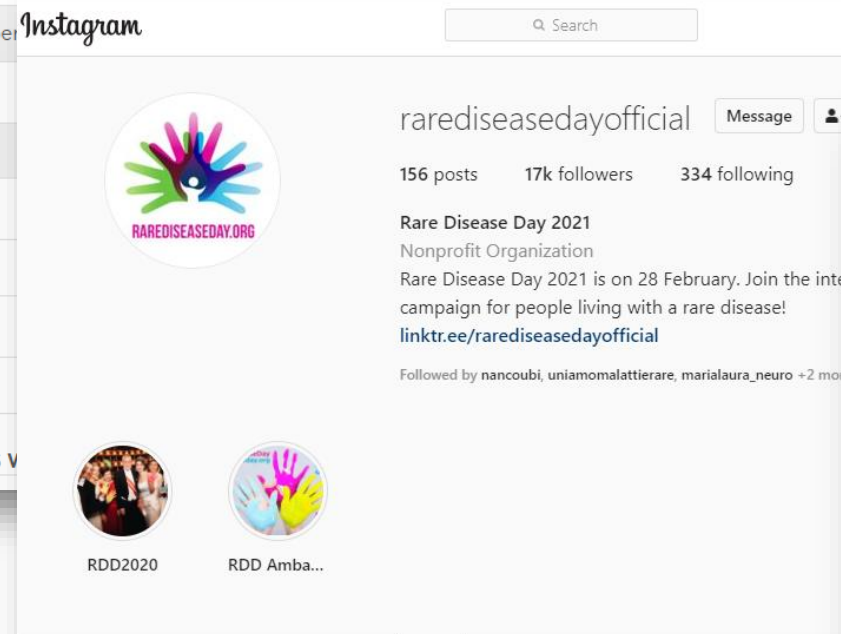 Instagram
Search
rarediseasedayofficial Message
156 posts 17k followers 334 following
RAREDISEASEDAY.ORG
Rare Disease Day 2021
Nonprofit Organization
Rare Disease Day 2021 is on 28 February. Join the inte
campaign for people living with a rare disease!
linktr.ee/rarediseasedayofficial
Followed by nancoubi, uniamomalattierare, marialaura_neuro +2 mo
RDD2020 RDD Amba...